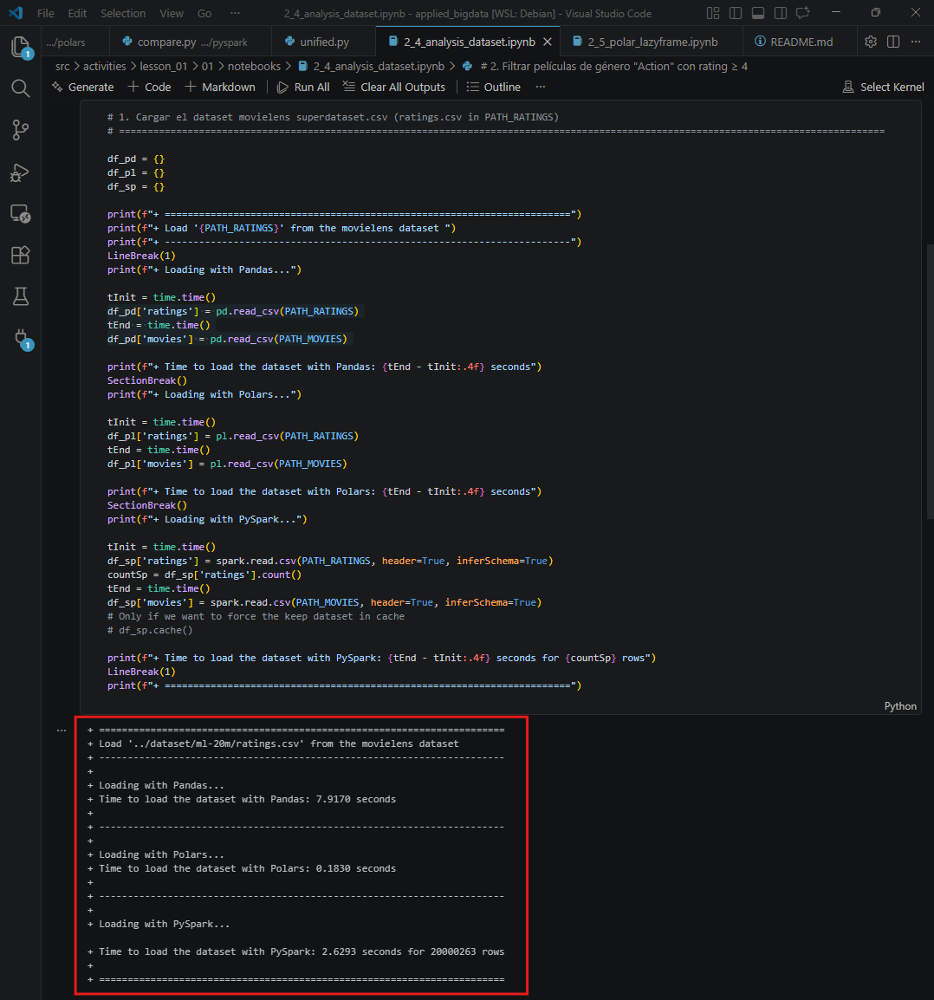 File Edit Selection View Go ··· 2_4_analysis_dataset.ipynb - applied_bigdata [WSL: Debian] - Visual Studio Code
.../polars compare.py .../pyspark unified.py 2_4_analysis_dataset.ipynb 2_5_polar_lazyframe.ipynb README.md ···
src > activities > lesson_01 > 01 > notebooks > 2_4_analysis_dataset.ipynb > # 2. Filtrar películas de género "Action" con rating ≥ 4
Generate + Code + Markdown | Run All Clear All Outputs | Outline ··· Select Kernel
# 1. Cargar el dataset movielens superdataset.csv (ratings.csv in PATH_RATINGS)
# ======================================================================================================================================
df_pd = {}
df_pl = {}
df_sp = {}
print(f"+ =======================================================================")
print(f"+ Load '{PATH_RATINGS}' from the movielens dataset ")
print(f"+ -----------------------------------------------------------------------")
LineBreak(1)
print(f"+ Loading with Pandas...")
tInit = time.time()
df_pd['ratings'] = pd.read_csv(PATH_RATINGS)
tEnd = time.time()
df_pd['movies'] = pd.read_csv(PATH_MOVIES)
print(f"+ Time to load the dataset with Pandas: {tEnd - tInit:.4f} seconds")
SectionBreak()
print(f"+ Loading with Polars...")
tInit = time.time()
df_pl['ratings'] = pl.read_csv(PATH_RATINGS)
tEnd = time.time()
df_pl['movies'] = pl.read_csv(PATH_MOVIES)
print(f"+ Time to load the dataset with Polars: {tEnd - tInit:.4f} seconds")
SectionBreak()
print(f"+ Loading with PySpark...")
tInit = time.time()
df_sp['ratings'] = spark.read.csv(PATH_RATINGS, header=True, inferSchema=True)
countSp = df_sp['ratings'].count()
tEnd = time.time()
df_sp['movies'] = spark.read.csv(PATH_MOVIES, header=True, inferSchema=True)
# Only if we want to force the keep dataset in cache
# df_sp.cache()
print(f"+ Time to load the dataset with PySpark: {tEnd - tInit:.4f} seconds for {countSp} rows")
LineBreak(1)
print(f"+ =======================================================================")
Python
+ =======================================================================
+ Load '../dataset/ml-20m/ratings.csv' from the movielens dataset
+ -----------------------------------------------------------------------
+
+ Loading with Pandas...
+ Time to load the dataset with Pandas: 7.9170 seconds
+
+ -----------------------------------------------------------------------
+
+ Loading with Polars...
+ Time to load the dataset with Polars: 0.1830 seconds
+
+ -----------------------------------------------------------------------
+
+ Loading with PySpark...
+ Time to load the dataset with PySpark: 2.6293 seconds for 20000263 rows
+
+ =======================================================================
1
1